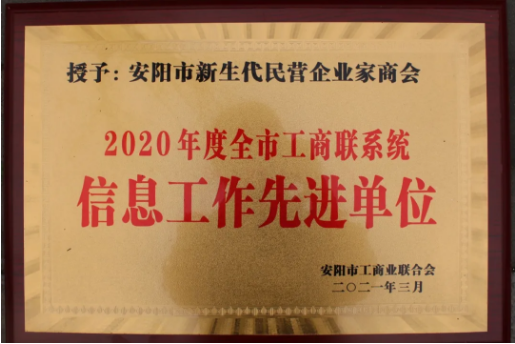 授予：安阳市新生代民营企业家商会
2020年度全市工商联系统
信息工作先进单位
安阳市工商业联合会
二〇二一年三月